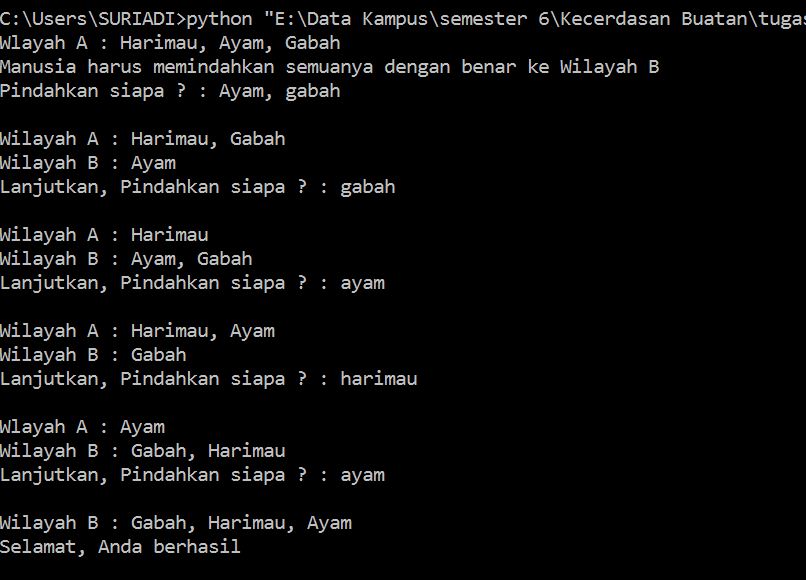 C:\Users\SURIADI>python "E:\Data Kampus\semester 6\Kecerdasan Buatan\tugas
Wlayah A : Harimau, Ayam, Gabah
Manusia harus memindahkan semuanya dengan benar ke Wilayah B
Pindahkan siapa ? : Ayam, gabah
Wilayah A : Harimau, Gabah
Wilayah B : Ayam
Lanjutkan, Pindahkan siapa ? : gabah
Wilayah A : Harimau
Wilayah B : Ayam, Gabah
Lanjutkan, Pindahkan siapa ? : ayam
Wilayah A : Harimau, Ayam
Wilayah B : Gabah
Lanjutkan, Pindahkan siapa ? : harimau
Wlayah A : Ayam
Wilayah B : Gabah, Harimau
Lanjutkan, Pindahkan siapa ? : ayam
Wilayah B : Gabah, Harimau, Ayam
Selamat, Anda berhasil